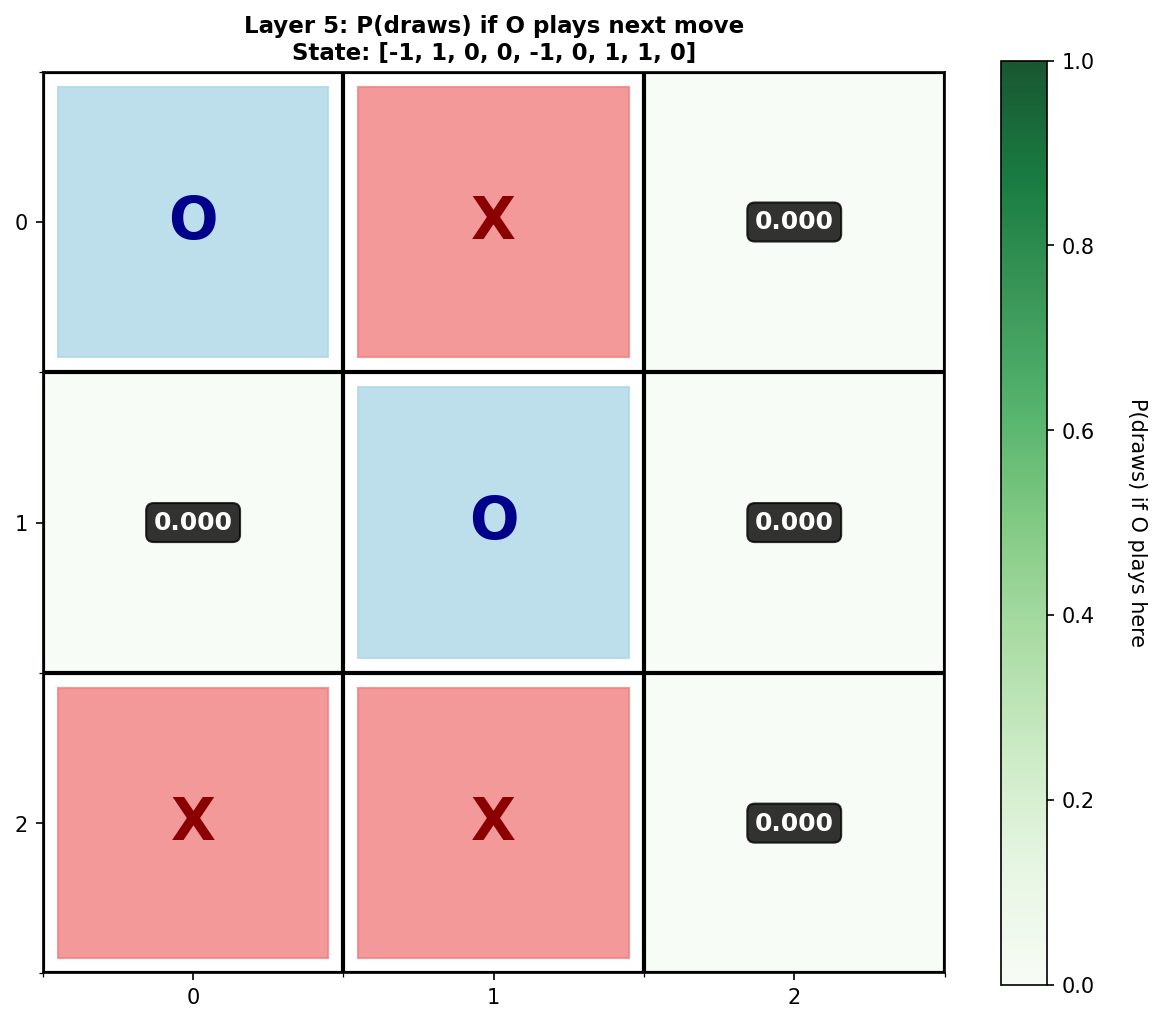 Layer 5: P(draws) if O plays next move
State: [-1, 1, 0, 0, -1, 0, 1, 1, 0]
0
O
X
0.000
1
0.000
O
0.000
2
X
X
0.000
0
1
2
1.0
0.8
0.6
0.4
0.2
0.0
P(draws) if O plays here